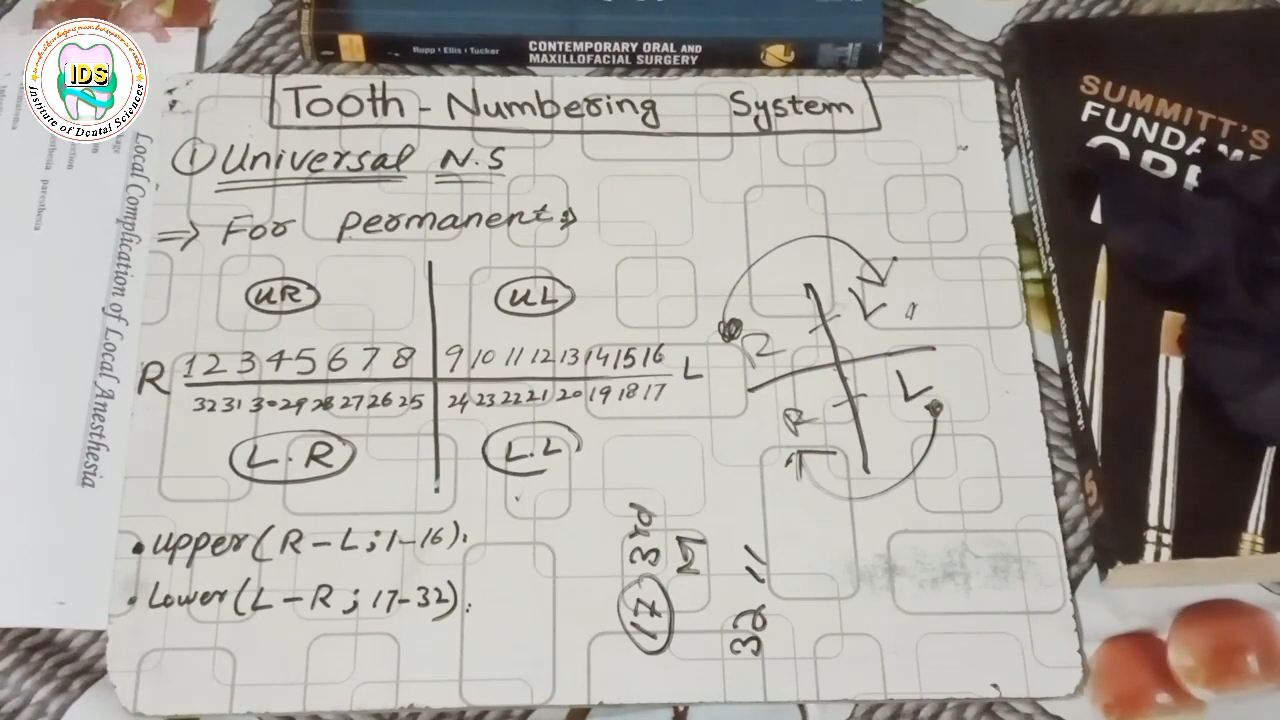 IDS
Institute of Dental Sciences
Rupp | Ellis | Tucker
CONTEMPORARY ORAL AND
MAXILLOFACIAL SURGERY
SUMMITT'S
Local Complication of Local Anesthesia
paresthesia
Tooth - Numbering System
① Universal N.S
⇒ For permanent:
UR UL
R 1 2 3 4 5 6 7 8 9 10 11 12 13 14 15 16 L
32 31 30 29 28 27 26 25 24 23 22 21 20 19 18 17
L.R L.L
R L
R L
• upper (R-L; 1-16).
• Lower (L-R; 17-32).
17 3rd
M
32 "